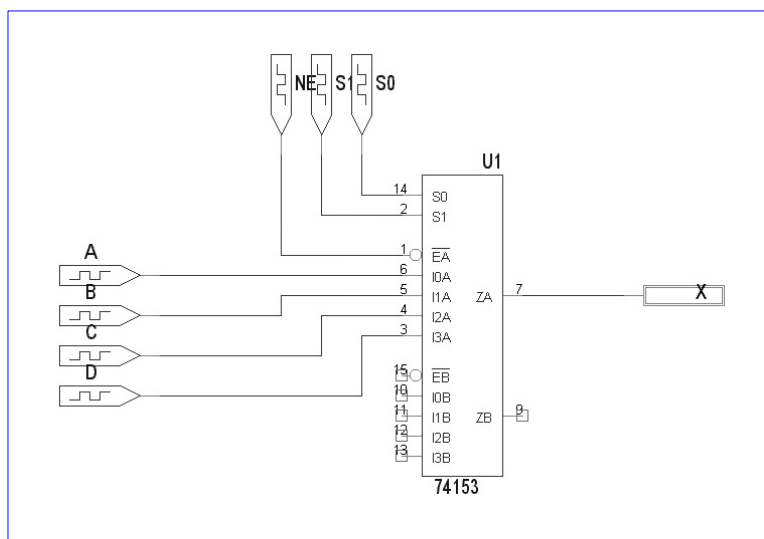 NE S1 S0
U1
14 S0
2 S1
1 EA
A
6 I0A
B
5 I1A ZA 7 X
C
4 I2A
D
3 I3A
15 EB
10 I0B
11 I1B ZB 9
12 I2B
13 I3B
74153